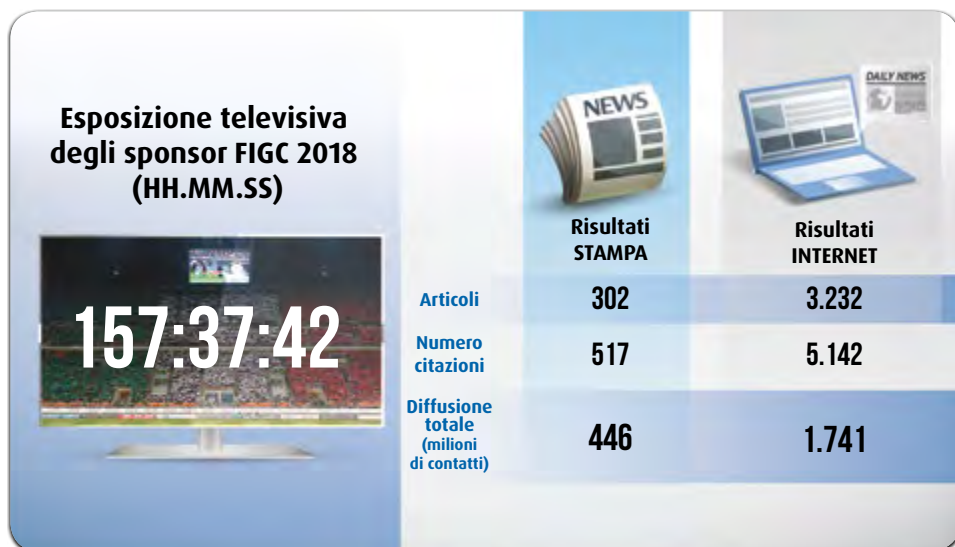 Esposizione televisiva
degli sponsor FIGC 2018
(HH.MM.SS)
157:37:42
NEWS
DAILY NEWS
Risultati
STAMPA
Risultati
INTERNET
Articoli
302
3.232
Numero
citazioni
517
5.142
Diffusione
totale
(milioni
di contatti)
446
1.741